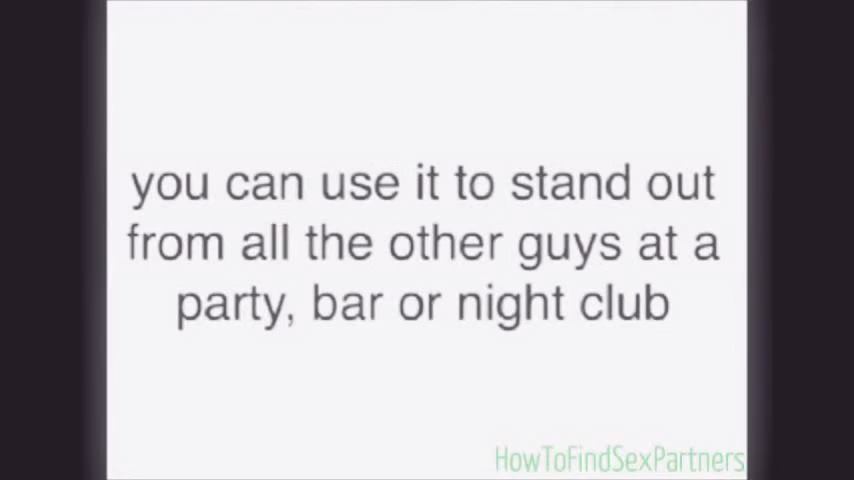 you can use it to stand out
from all the other guys at a
party, bar or night club
HowToFindSexPartners